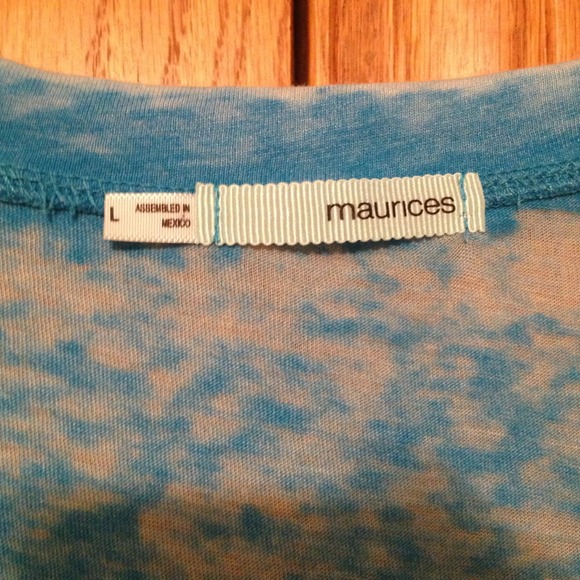 L
ASSEMBLED IN
MEXICO
maurices